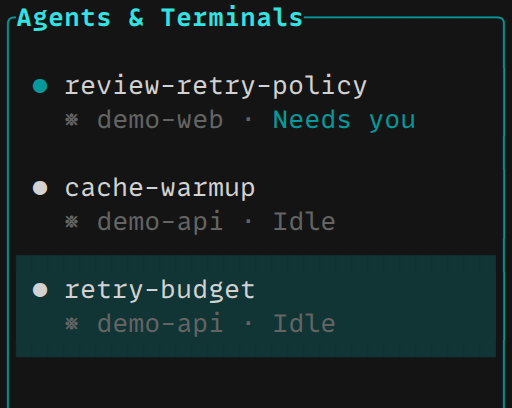 Agents & Terminals
● review-retry-policy
※ demo-web · Needs you
● cache-warmup
※ demo-api · Idle
● retry-budget
※ demo-api · Idle